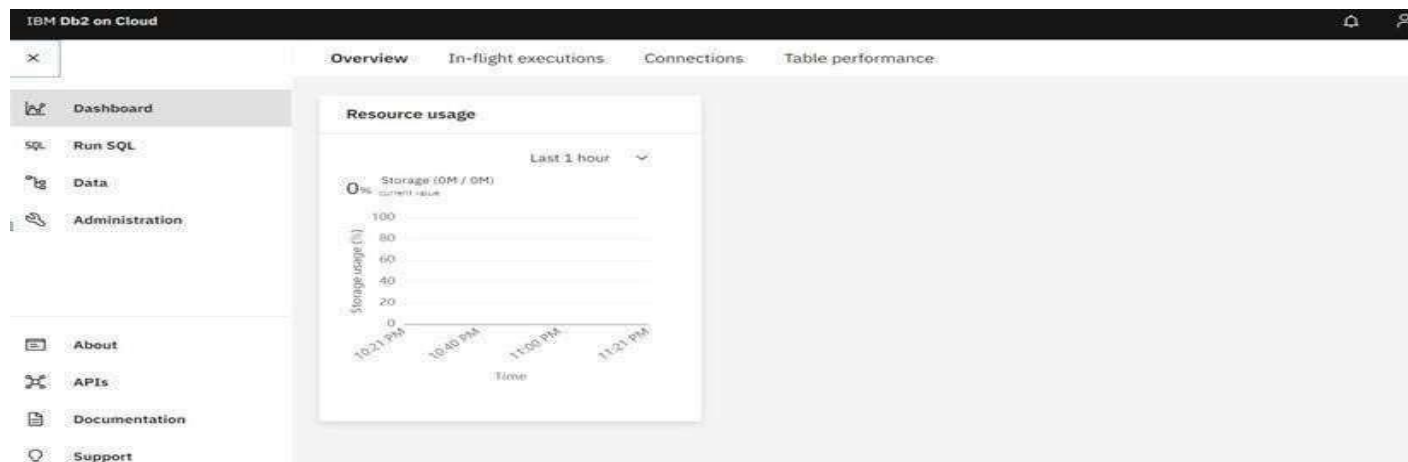 IBM Db2 on Cloud
Overview In-flight executions Connections Table performance
Dashboard
SQL Run SQL
Data
Administration
About
APIs
Documentation
Support
Resource usage
Last 1 hour
0% Storage (0M / 0M)
current value
100
80
60
40
20
0
Storage usage (%)
10:21 PM 10:40 PM 11:00 PM 11:21 PM
Time